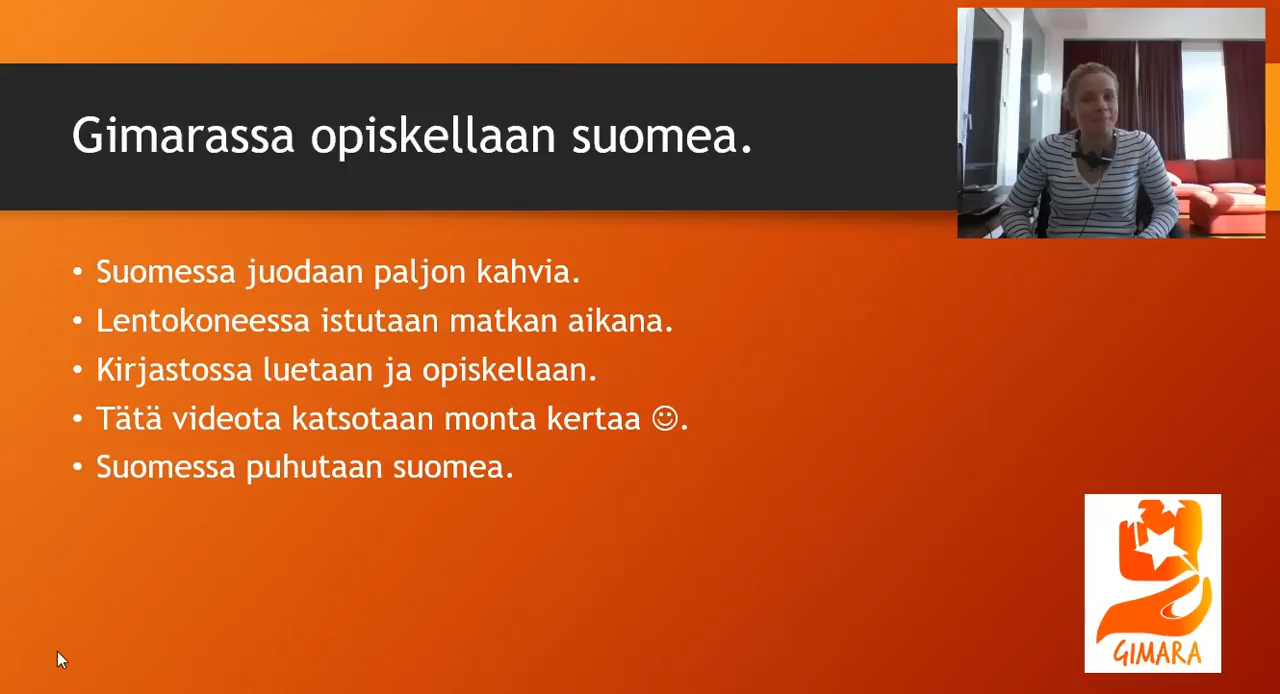 Gimarassa opiskellaan suomea.
• Suomessa juodaan paljon kahvia.
• Lentokoneessa istutaan matkan aikana.
• Kirjastossa luetaan ja opiskellaan.
• Tätä videota katsotaan monta kertaa ☺.
• Suomessa puhutaan suomea.
GIMARA